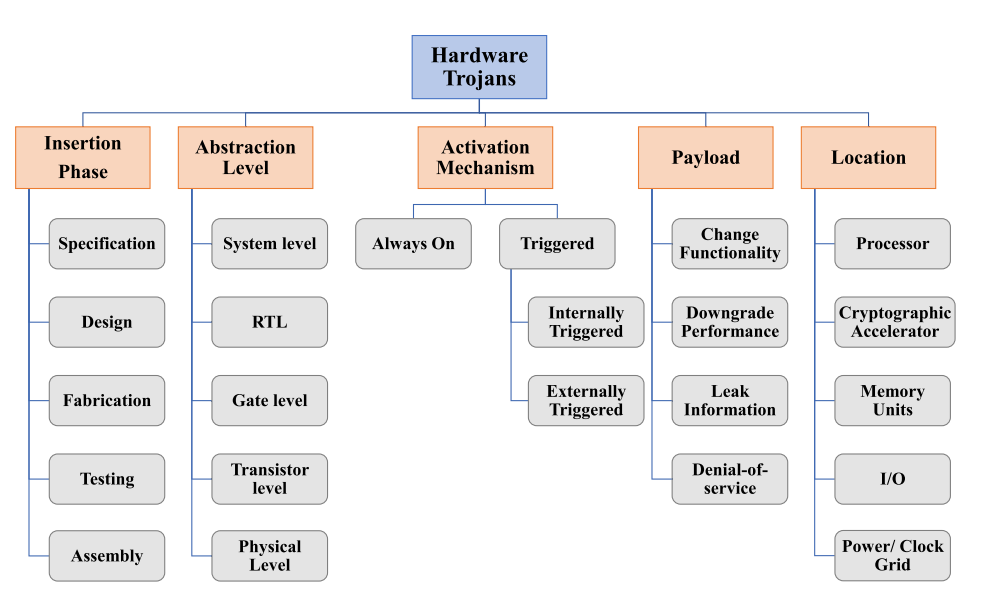 Hardware
Trojans
Insertion
Phase
Abstraction
Level
Activation
Mechanism
Payload
Location
Specification
Design
Fabrication
Testing
Assembly
System level
RTL
Gate level
Transistor
level
Physical
Level
Always On
Triggered
Internally
Triggered
Externally
Triggered
Change
Functionality
Downgrade
Performance
Leak
Information
Denial-of-
service
Processor
Cryptographic
Accelerator
Memory
Units
I/O
Power/ Clock
Grid